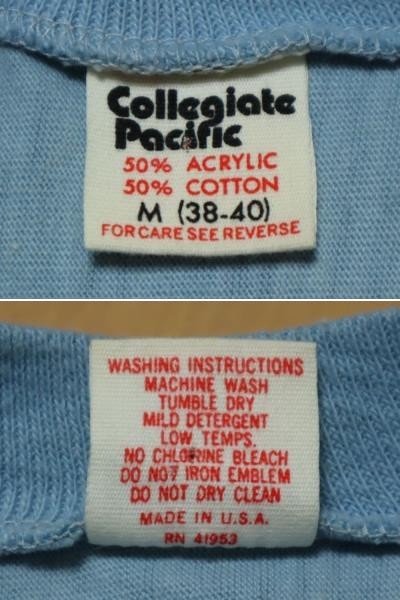 Collegiate
Pacific
50% ACRYLIC
50% COTTON
M (38-40)
FOR CARE SEE REVERSE
WASHING INSTRUCTIONS
MACHINE WASH
TUMBLE DRY
MILD DETERGENT
LOW TEMPS.
NO CHLORINE BLEACH
DO NOT IRON EMBLEM
DO NOT DRY CLEAN
MADE IN U.S.A.
RN 41953